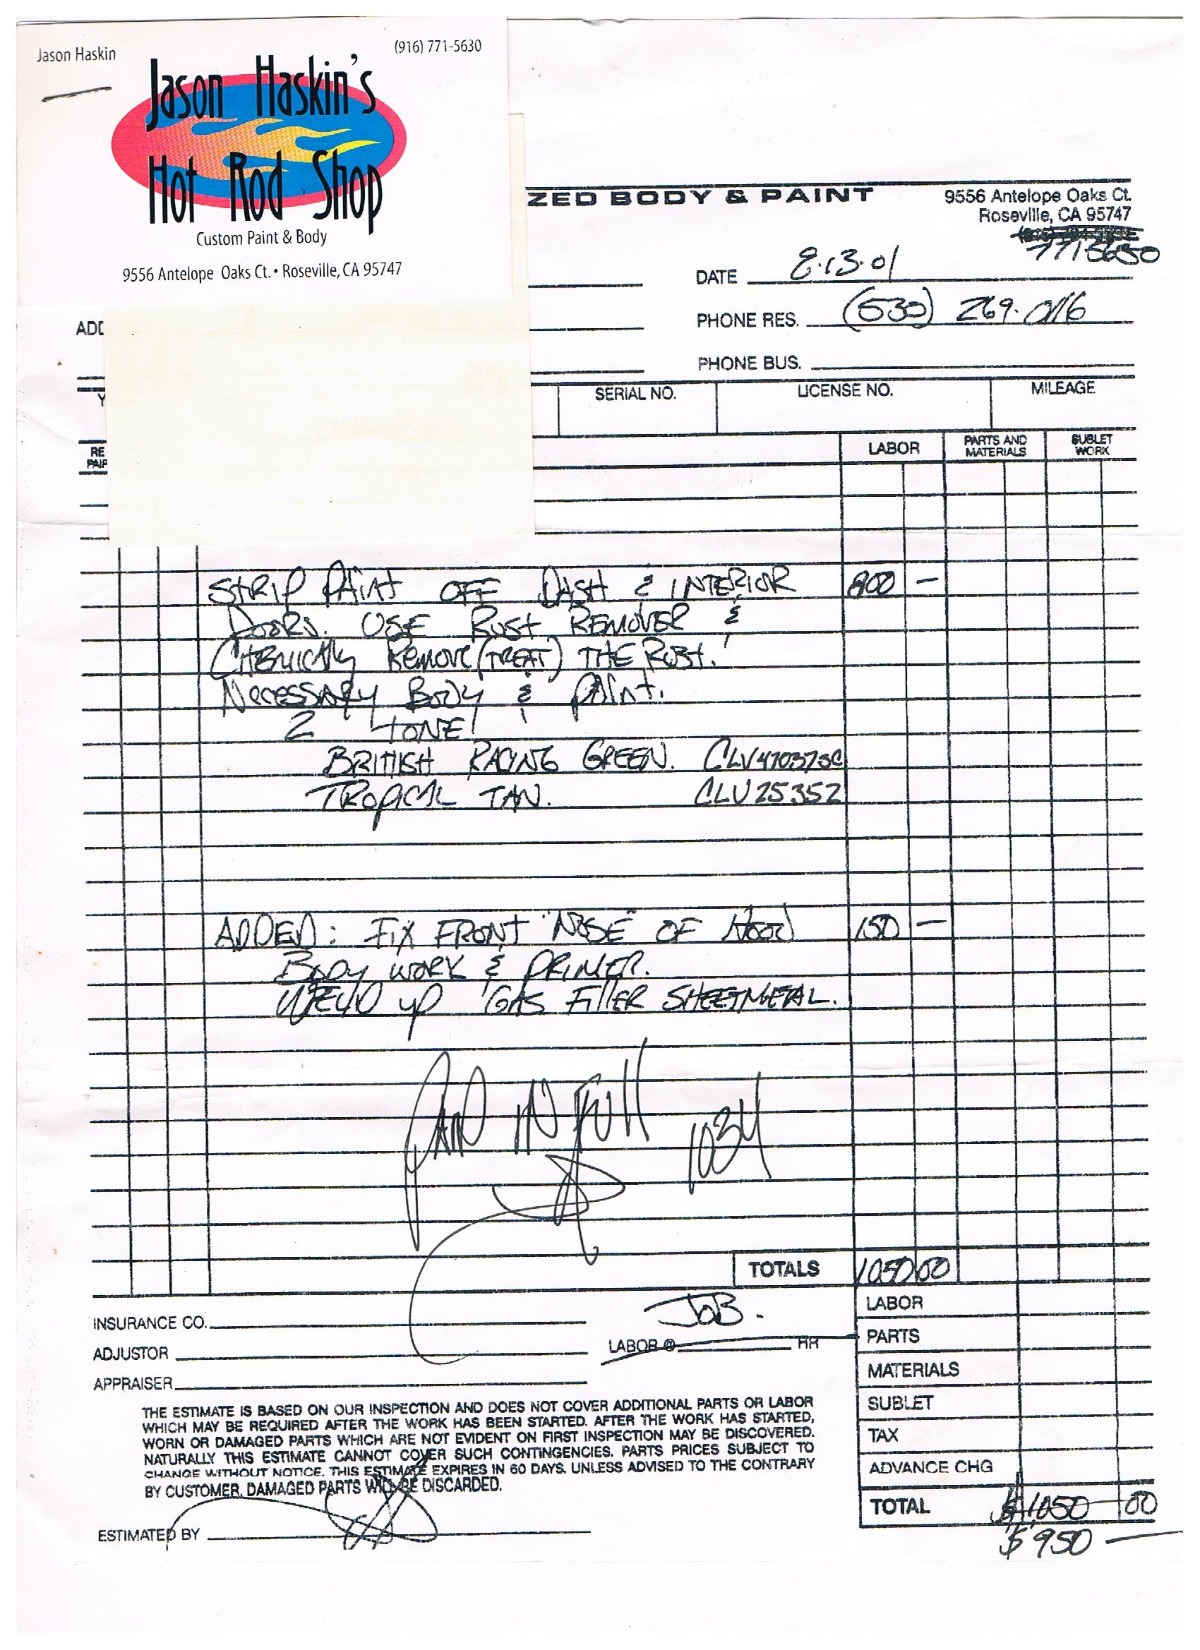 Jason Haskin
(916) 771-5630
Jason Haskin's
Hot Rod Shop
Custom Paint & Body
9556 Antelope Oaks Ct. • Roseville, CA 95747
ZED BODY & PAINT
9556 Antelope Oaks Ct.
Roseville, CA 95747
7715630
DATE 8.13.01
ADD
PHONE RES. (530) 269.0116
PHONE BUS.
Y
SERIAL NO.
LICENSE NO.
MILEAGE
RE
PAIR
LABOR
PARTS AND
MATERIALS
SUBLET
WORK
STRIP PAINT OFF DASH & INTERIOR 800 —
DOORS. USE RUST REMOVER &
CHEMICALLY REMOVE (TREAT) THE RUST.
NECESSARY BODY & PAINT.
2 TONE
BRITISH RACING GREEN.
TROPICAL TAN. CLV25352
ADDED: FIX FRONT "NOSE" OF HOOD 150 —
BODY WORK & PRIMER.
WELD UP GAS FILLER SHEETMETAL.
PAID IN FULL 1034
TOTALS 1050 00
JOB.
INSURANCE CO.
LABOR @ HR
ADJUSTOR
APPRAISER
LABOR
PARTS
MATERIALS
SUBLET
TAX
ADVANCE CHG
TOTAL $1050 00
$950 —
THE ESTIMATE IS BASED ON OUR INSPECTION AND DOES NOT COVER ADDITIONAL PARTS OR LABOR
WHICH MAY BE REQUIRED AFTER THE WORK HAS BEEN STARTED. AFTER THE WORK HAS STARTED,
WORN OR DAMAGED PARTS WHICH ARE NOT EVIDENT ON FIRST INSPECTION MAY BE DISCOVERED.
NATURALLY THIS ESTIMATE CANNOT COVER SUCH CONTINGENCIES. PARTS PRICES SUBJECT TO
CHANGE WITHOUT NOTICE. THIS ESTIMATE EXPIRES IN 60 DAYS. UNLESS ADVISED TO THE CONTRARY
BY CUSTOMER, DAMAGED PARTS WILL BE DISCARDED.
ESTIMATED BY